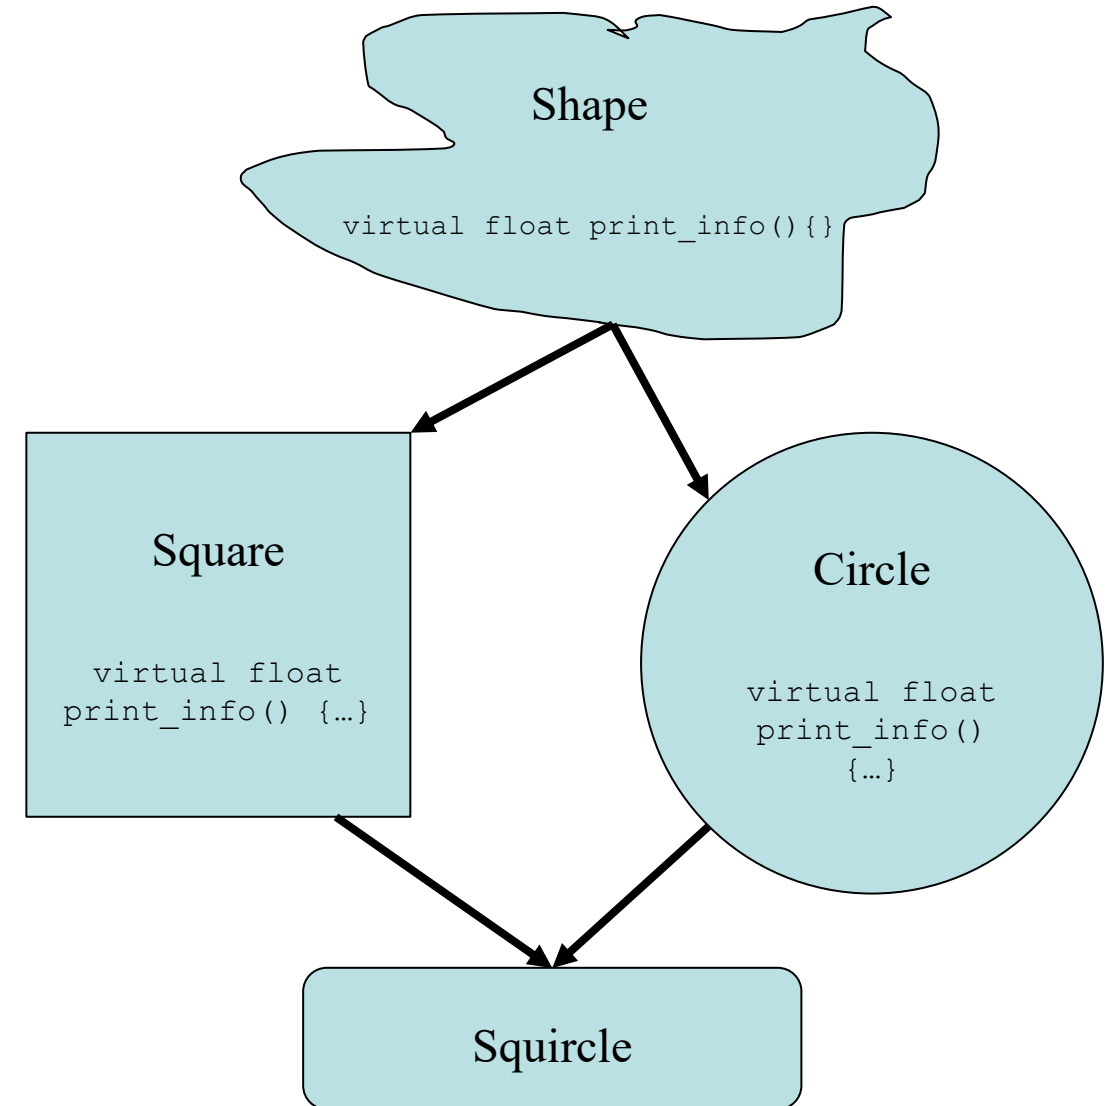 Shape
virtual float print_info(){}
Square
virtual float
print_info() {…}
Circle
virtual float
print_info()
{…}
Squircle